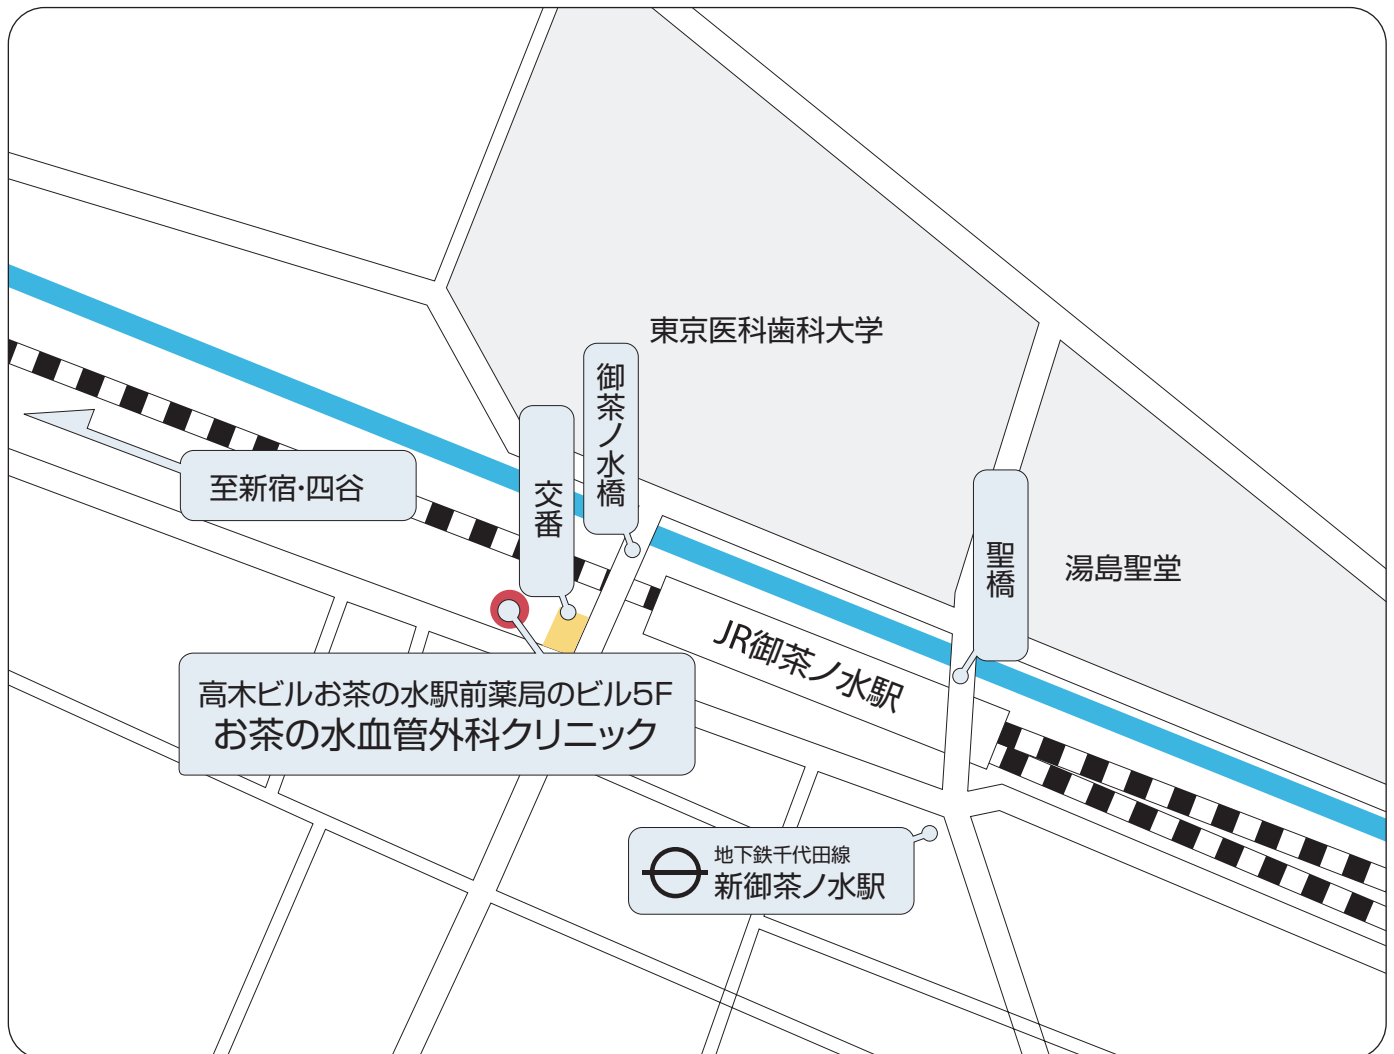 東京医科歯科大学
御茶ノ水橋
交番
至新宿・四谷
聖橋
湯島聖堂
JR御茶ノ水駅
高木ビルお茶の水駅前薬局のビル5F
お茶の水血管外科クリニック
地下鉄千代田線
新御茶ノ水駅